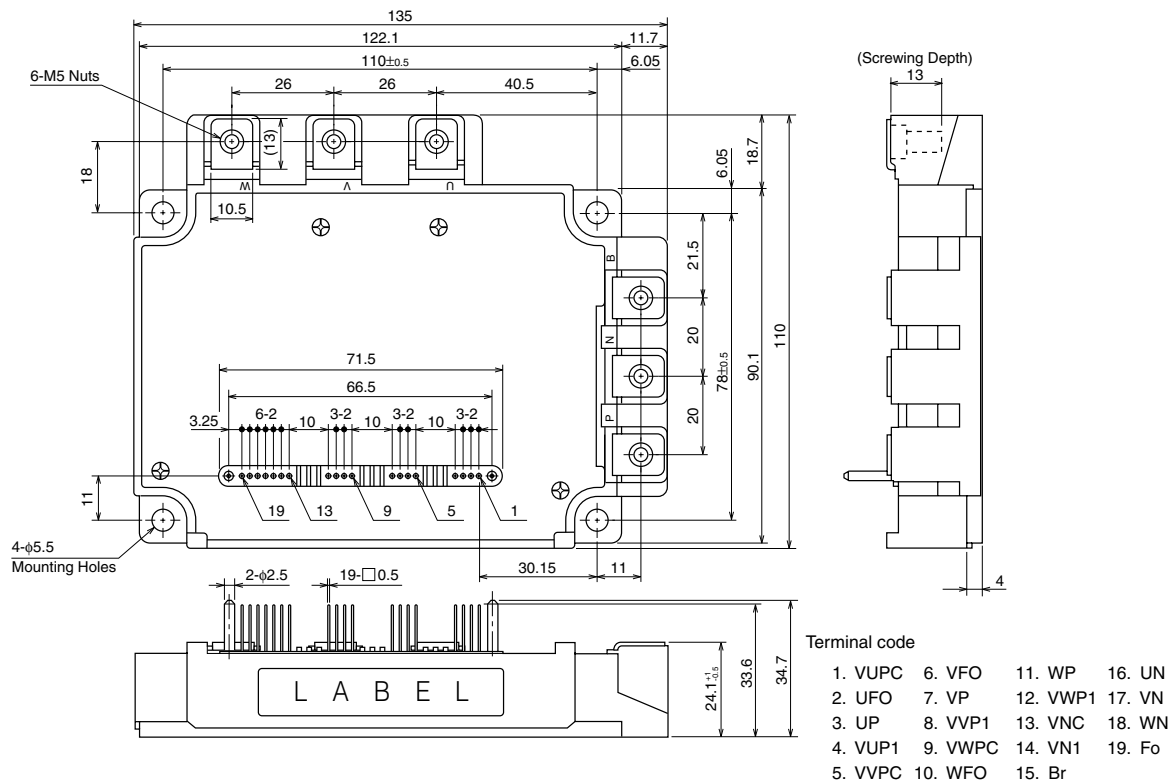 135
122.1
11.7
110±0.5
6.05
6-M5 Nuts
26
26
40.5
(Screwing Depth)
13
(13)
18
10.5
W
V
U
18.7
6.05
B
21.5
N
20
78±0.5
90.1
110
P
20
71.5
66.5
3.25
6-2
10
3-2
10
3-2
10
3-2
11
19
13
9
5
1
4-φ5.5
Mounting Holes
2-φ2.5
19-□0.5
30.15
11
4
LABEL
24.1 +1 -0.5
33.6
34.7
Terminal code
1. VUPC 6. VFO 11. WP 16. UN
2. UFO 7. VP 12. VWP1 17. VN
3. UP 8. VVP1 13. VNC 18. WN
4. VUP1 9. VWPC 14. VN1 19. Fo
5. VVPC 10. WFO 15. Br